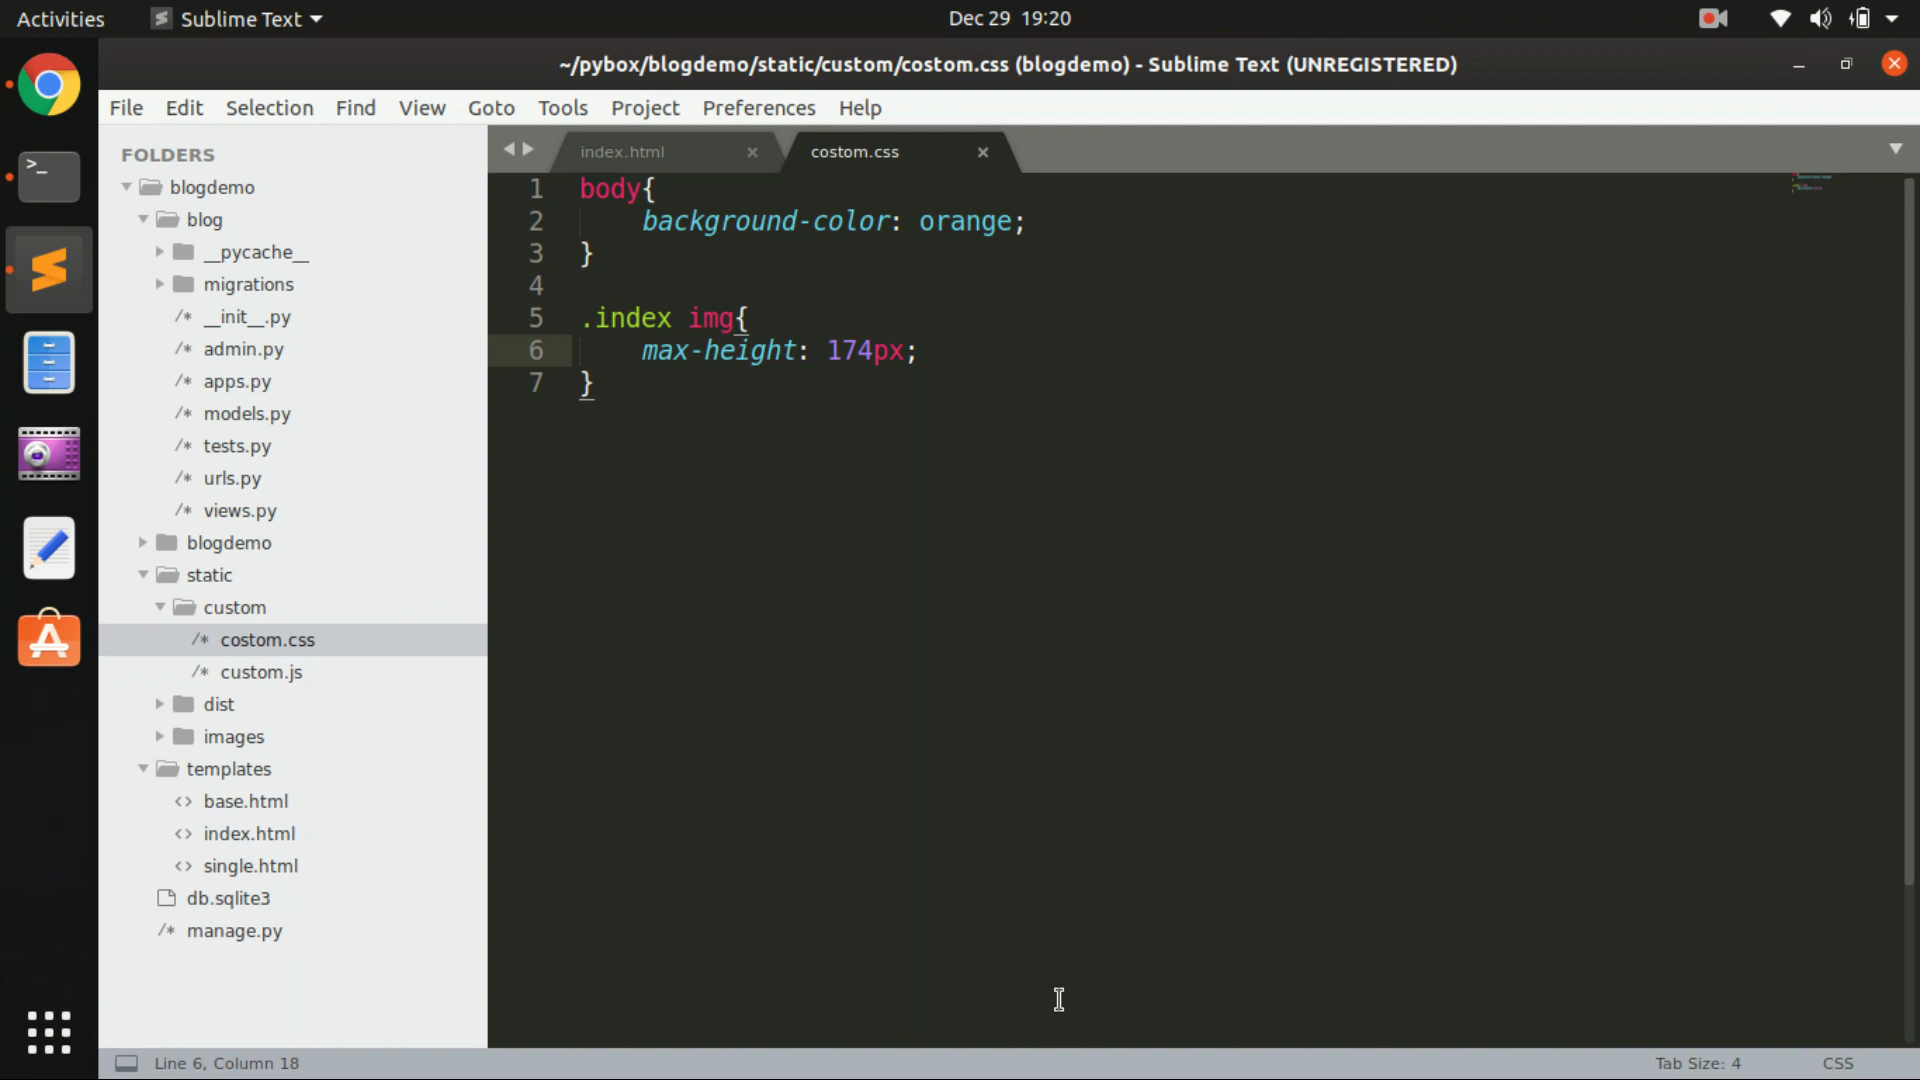 Activities Sublime Text Dec 29 19:20
~/pybox/blogdemo/static/custom/costom.css (blogdemo) - Sublime Text (UNREGISTERED)
File Edit Selection Find View Goto Tools Project Preferences Help
FOLDERS
blogdemo
blog
__pycache__
migrations
/* __init__.py
/* admin.py
/* apps.py
/* models.py
/* tests.py
/* urls.py
/* views.py
blogdemo
static
custom
/* costom.css
/* custom.js
dist
images
templates
<> base.html
<> index.html
<> single.html
db.sqlite3
/* manage.py
index.html costom.css
1 body{
2 background-color: orange;
3 }
4
5 .index img{
6 max-height: 174px;
7 }
Line 6, Column 18 Tab Size: 4 CSS